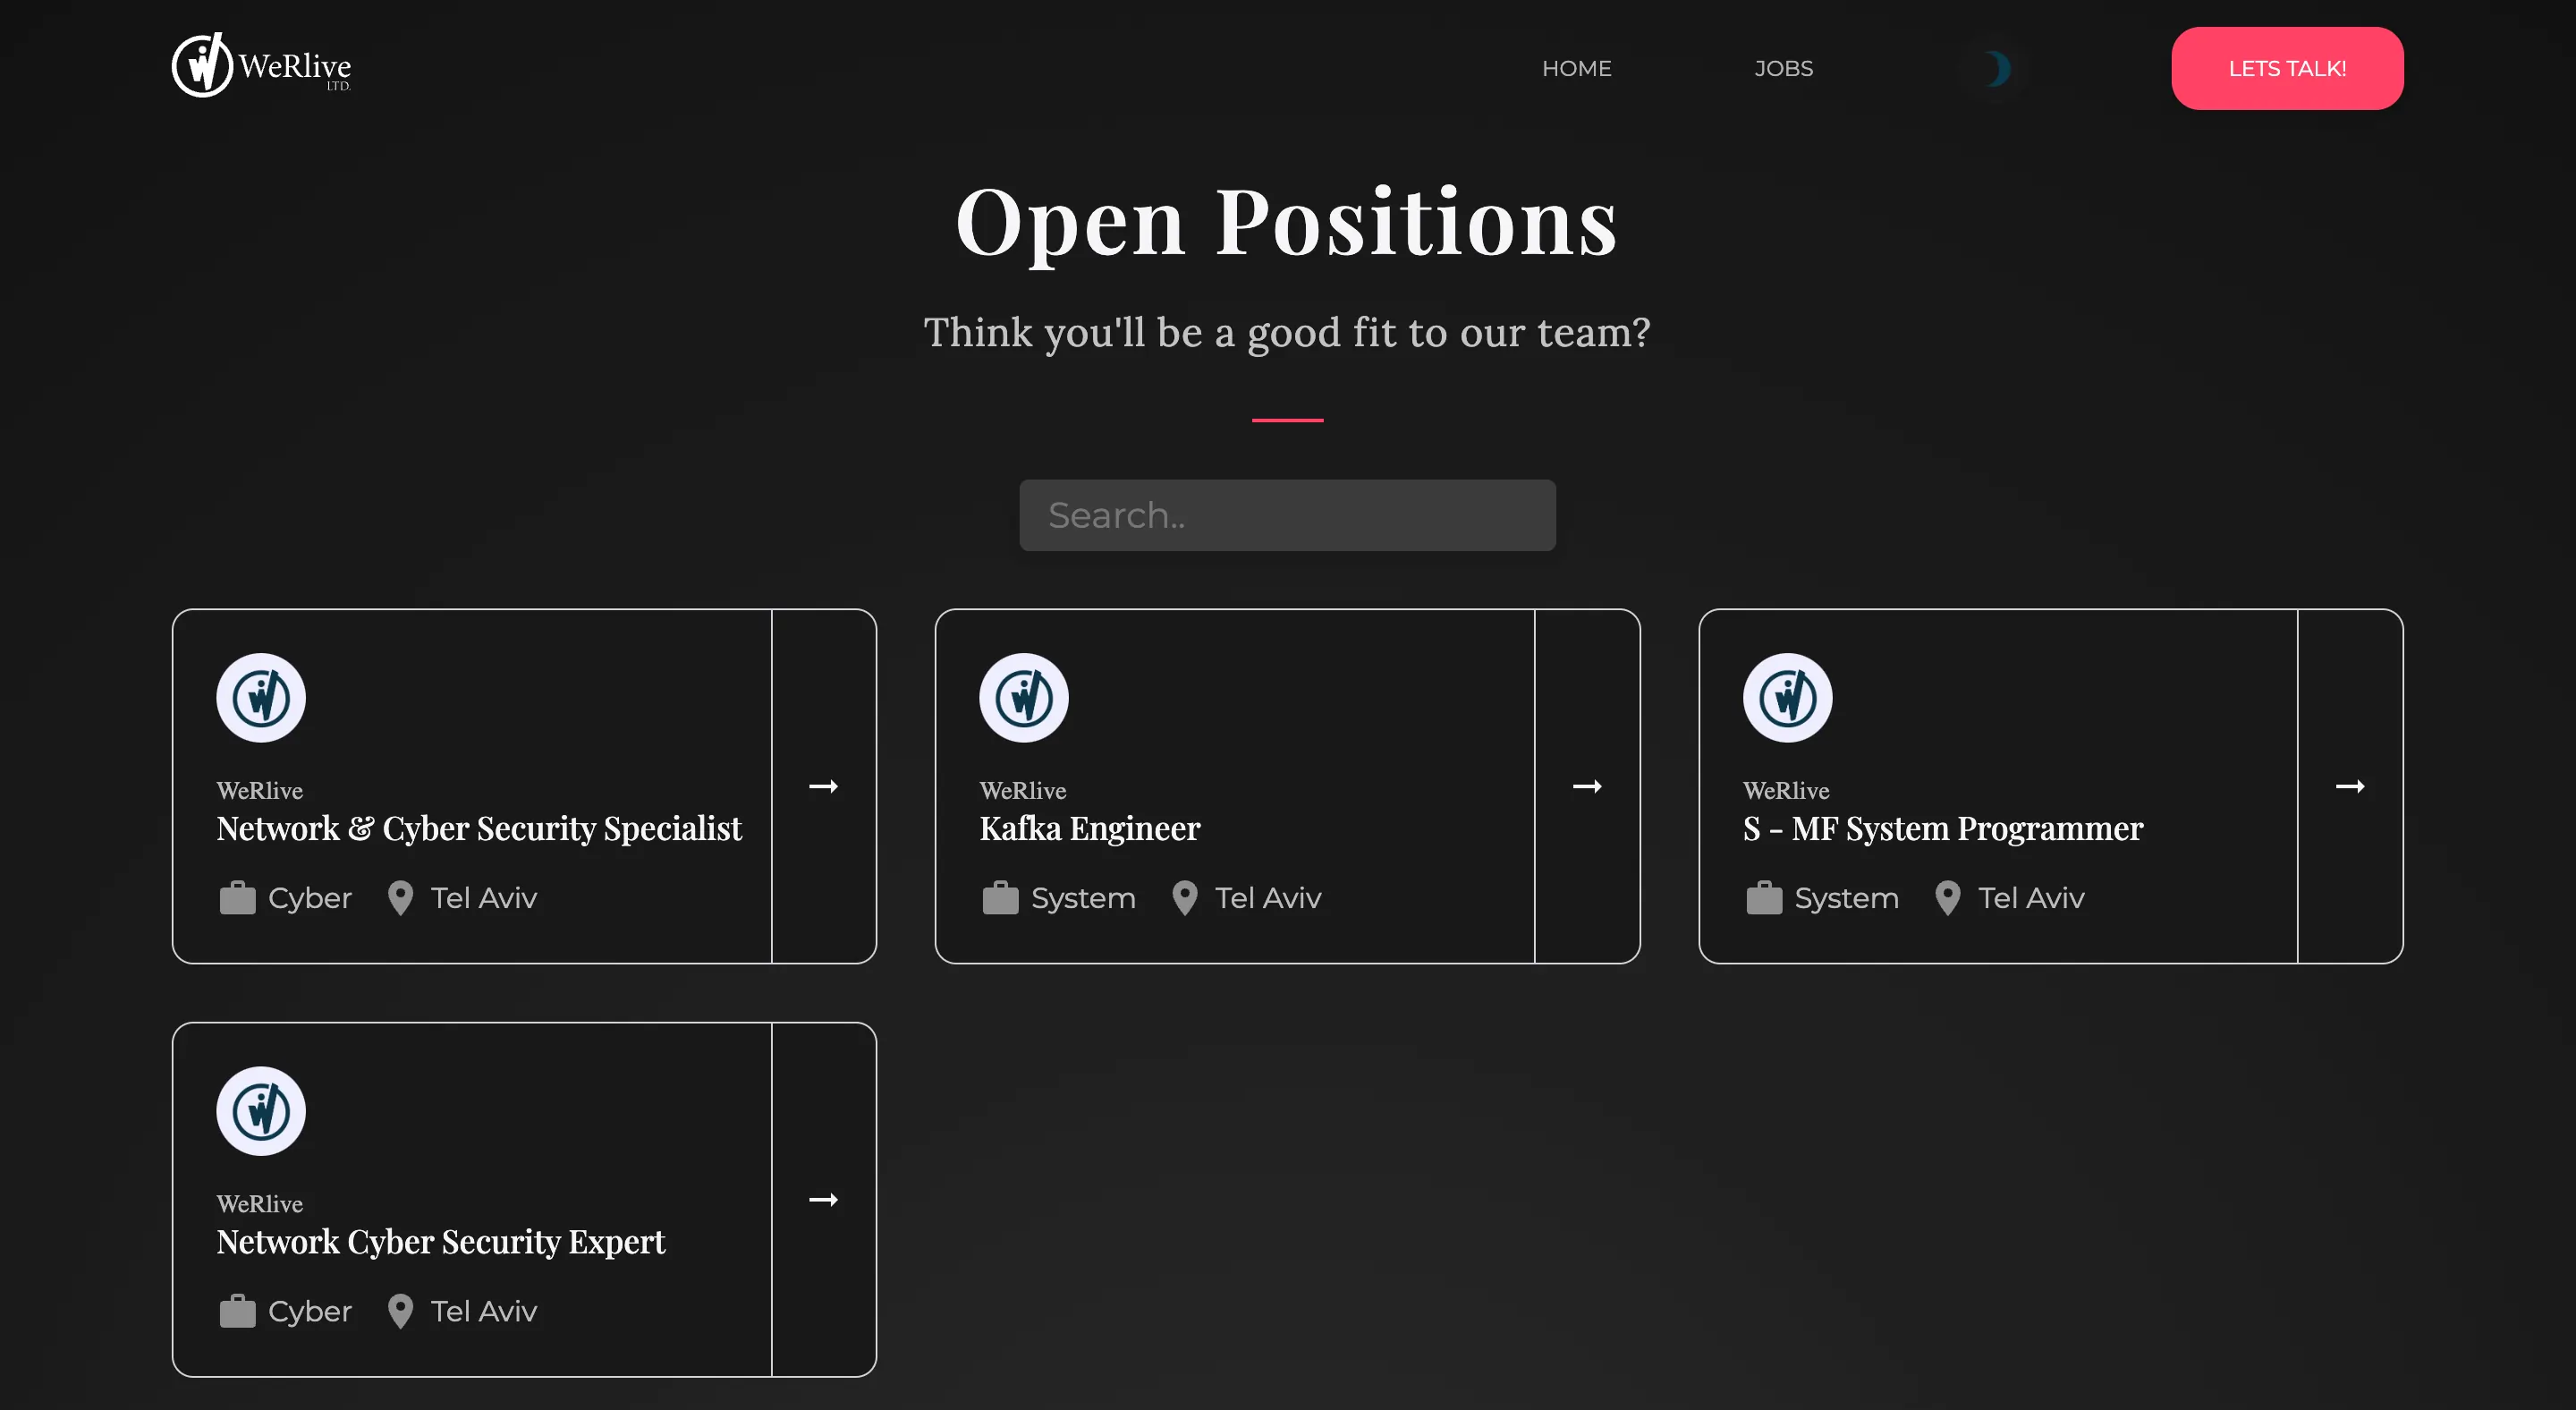 WeRlive
LTD.
HOME
JOBS
LETS TALK!
Open Positions
Think you'll be a good fit to our team?
Search..
WeRlive
Network & Cyber Security Specialist
Cyber
Tel Aviv
WeRlive
Kafka Engineer
System
Tel Aviv
WeRlive
S - MF System Programmer
System
Tel Aviv
WeRlive
Network Cyber Security Expert
Cyber
Tel Aviv